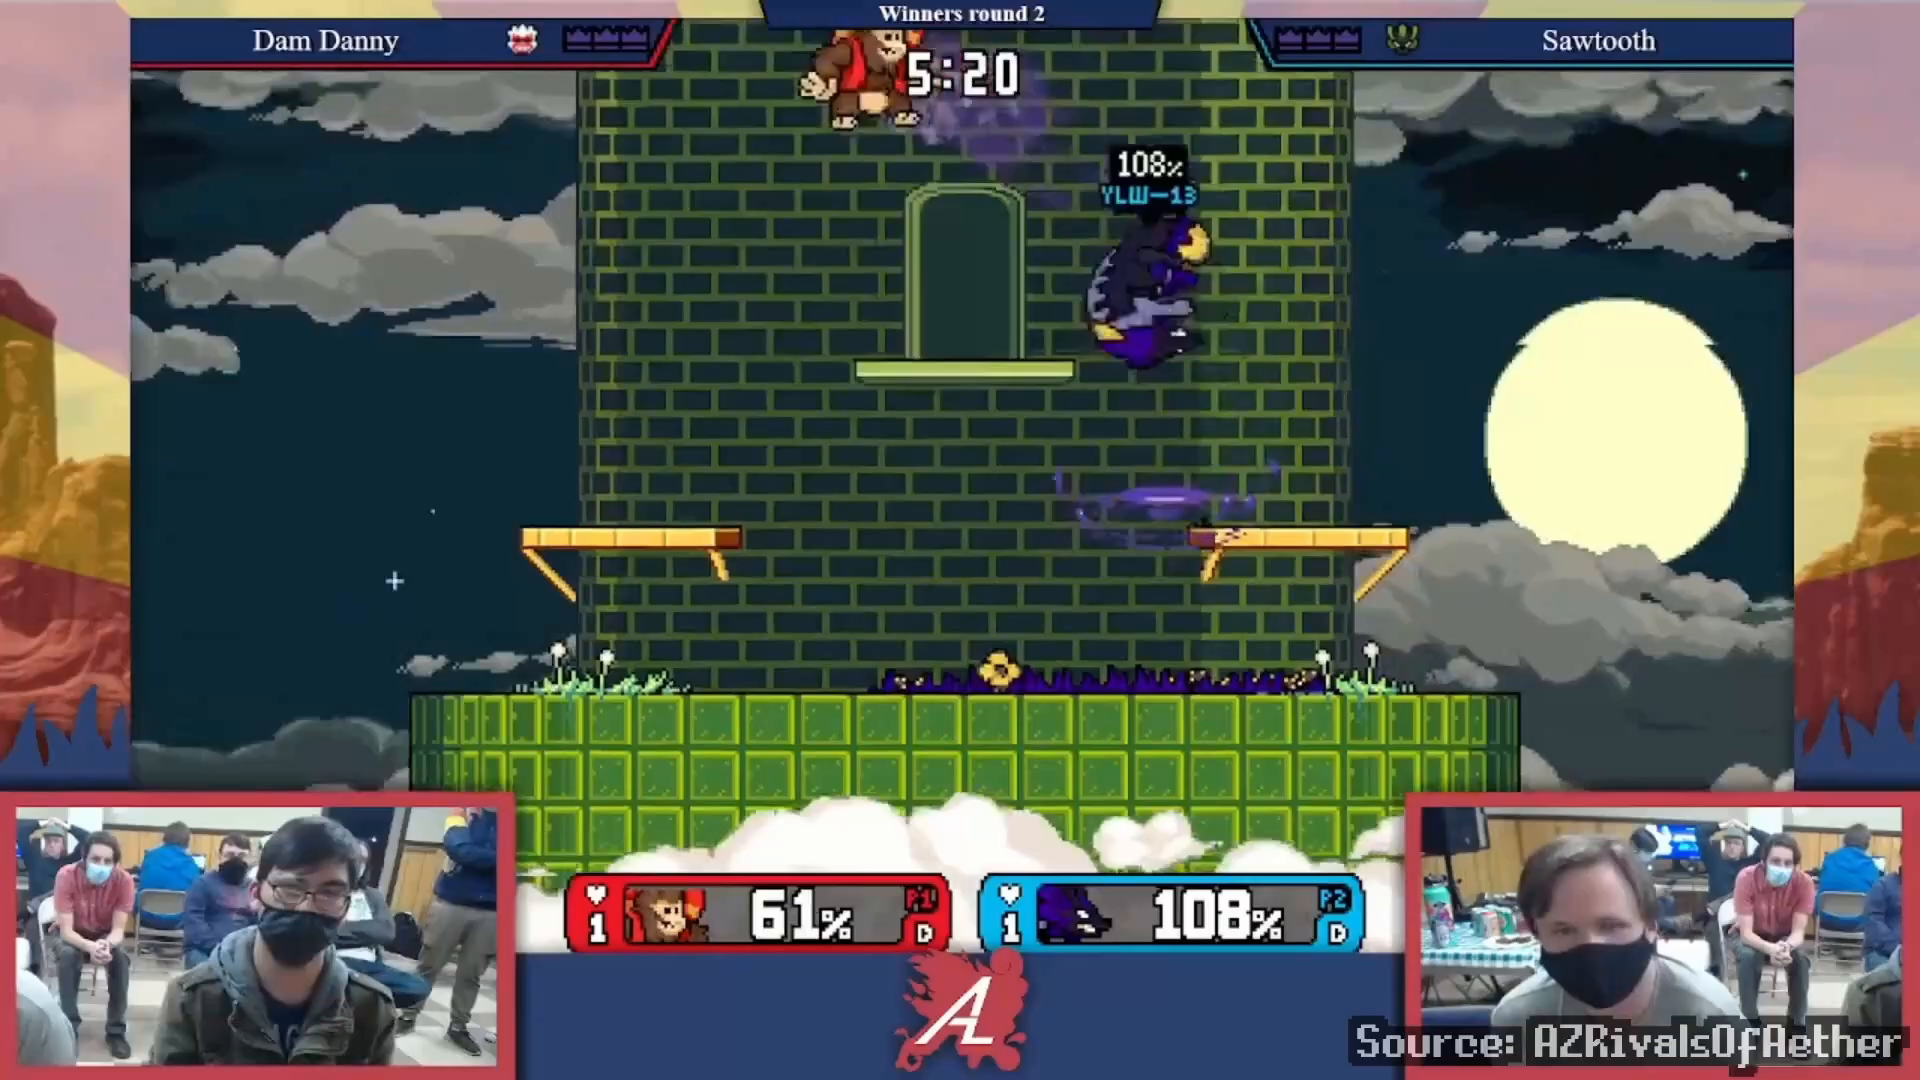 Winners round 2
Dam Danny
Sawtooth
5:20
108%
YLW-13
1
61%
P1
D
1
108%
P2
D
AL
Source: AZRivalsOfAether